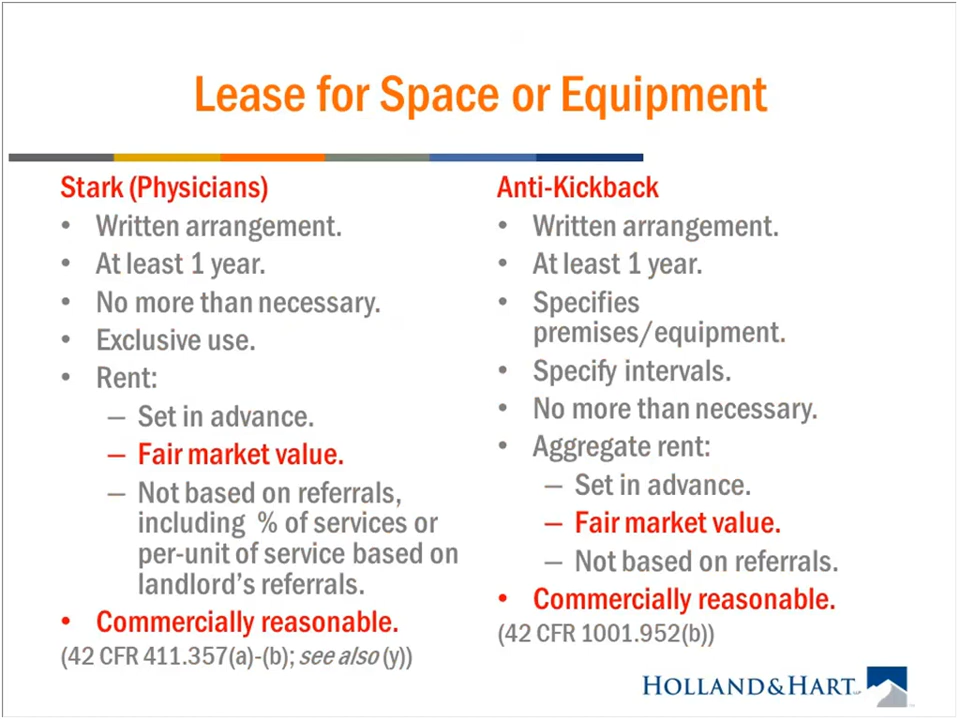 Lease for Space or Equipment
Stark (Physicians)
• Written arrangement.
• At least 1 year.
• No more than necessary.
• Exclusive use.
• Rent:
– Set in advance.
– Fair market value.
– Not based on referrals,
including % of services or
per-unit of service based on
landlord's referrals.
• Commercially reasonable.
(42 CFR 411.357(a)-(b); see also (y))
Anti-Kickback
• Written arrangement.
• At least 1 year.
• Specifies
premises/equipment.
• Specify intervals.
• No more than necessary.
• Aggregate rent:
– Set in advance.
– Fair market value.
– Not based on referrals.
• Commercially reasonable.
(42 CFR 1001.952(b))
HOLLAND&HART LLP